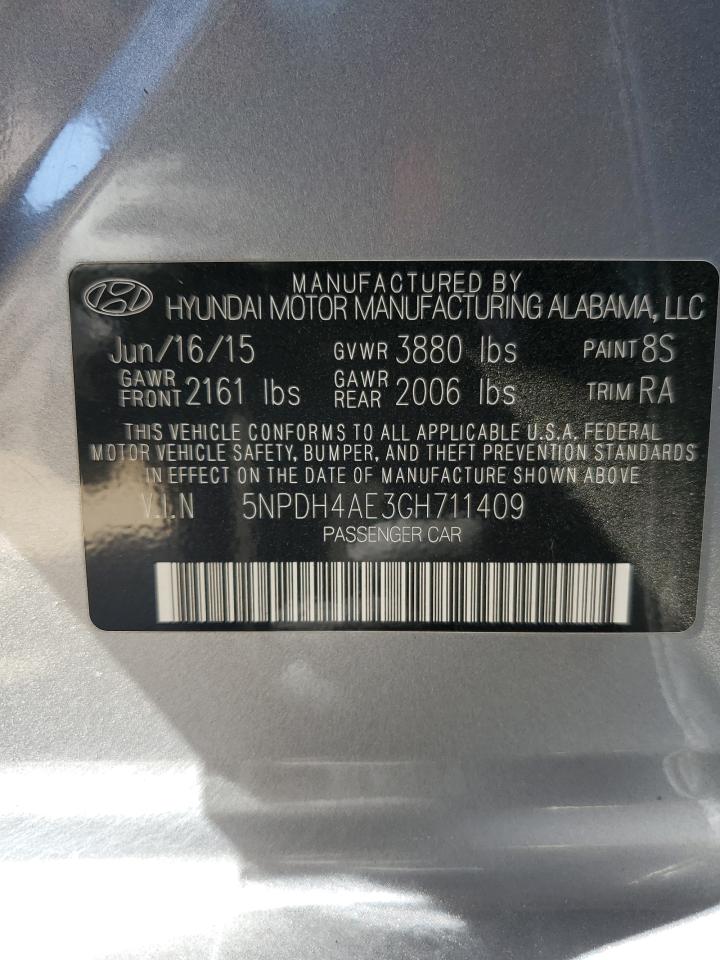 MANUFACTURED BY
HYUNDAI MOTOR MANUFACTURING ALABAMA, LLC
Jun/16/15 GVWR 3880 lbs PAINT 8S
GAWR FRONT 2161 lbs GAWR REAR 2006 lbs TRIM RA
THIS VEHICLE CONFORMS TO ALL APPLICABLE U.S.A. FEDERAL
MOTOR VEHICLE SAFETY, BUMPER, AND THEFT PREVENTION STANDARDS
IN EFFECT ON THE DATE OF MANUFACTURE SHOWN ABOVE
V.I.N 5NPDH4AE3GH711409
PASSENGER CAR